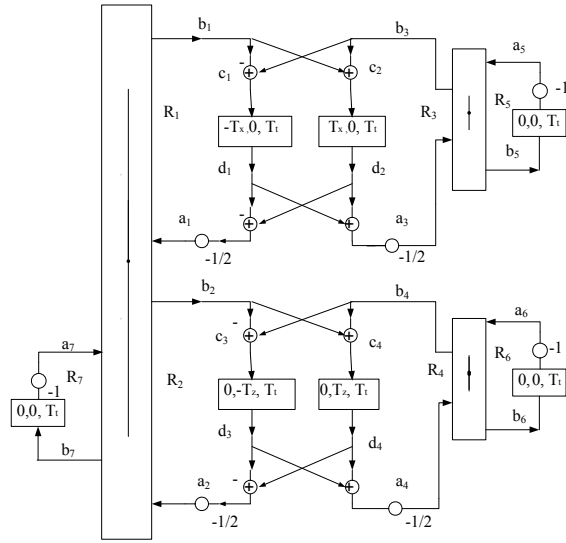 b1 b3
- a5
c1 c2
R1 R3 R5 -1
-Tx,0, Tt Tx,0, Tt 0,0, Tt
b5
d1 d2
+ +
a1 - a3
+ +
-1/2 -1/2
b2 b4
- a6
c3 + + c4
a7 -1
R7 R2 0,-Tz, Tt 0,Tz, Tt R4 R6
-1 0,0, Tt
0,0, Tt
b6
d3 d4
b7
a2 - a4
+ +
-1/2 -1/2